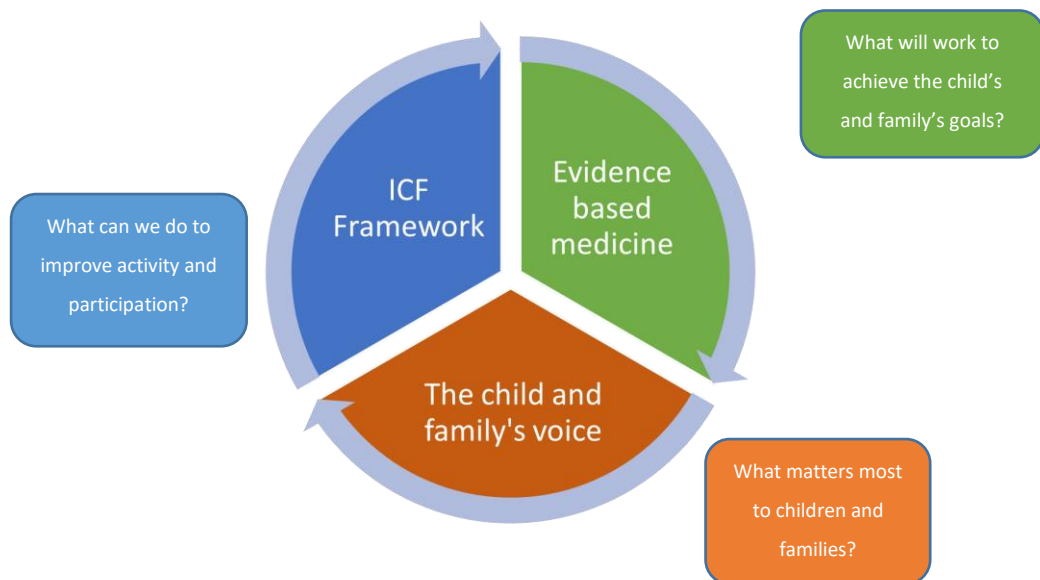 What will work to
achieve the child's
and family's goals?
ICF
Framework
Evidence
based
medicine
What can we do to
improve activity and
participation?
The child and
family's voice
What matters most
to children and
families?